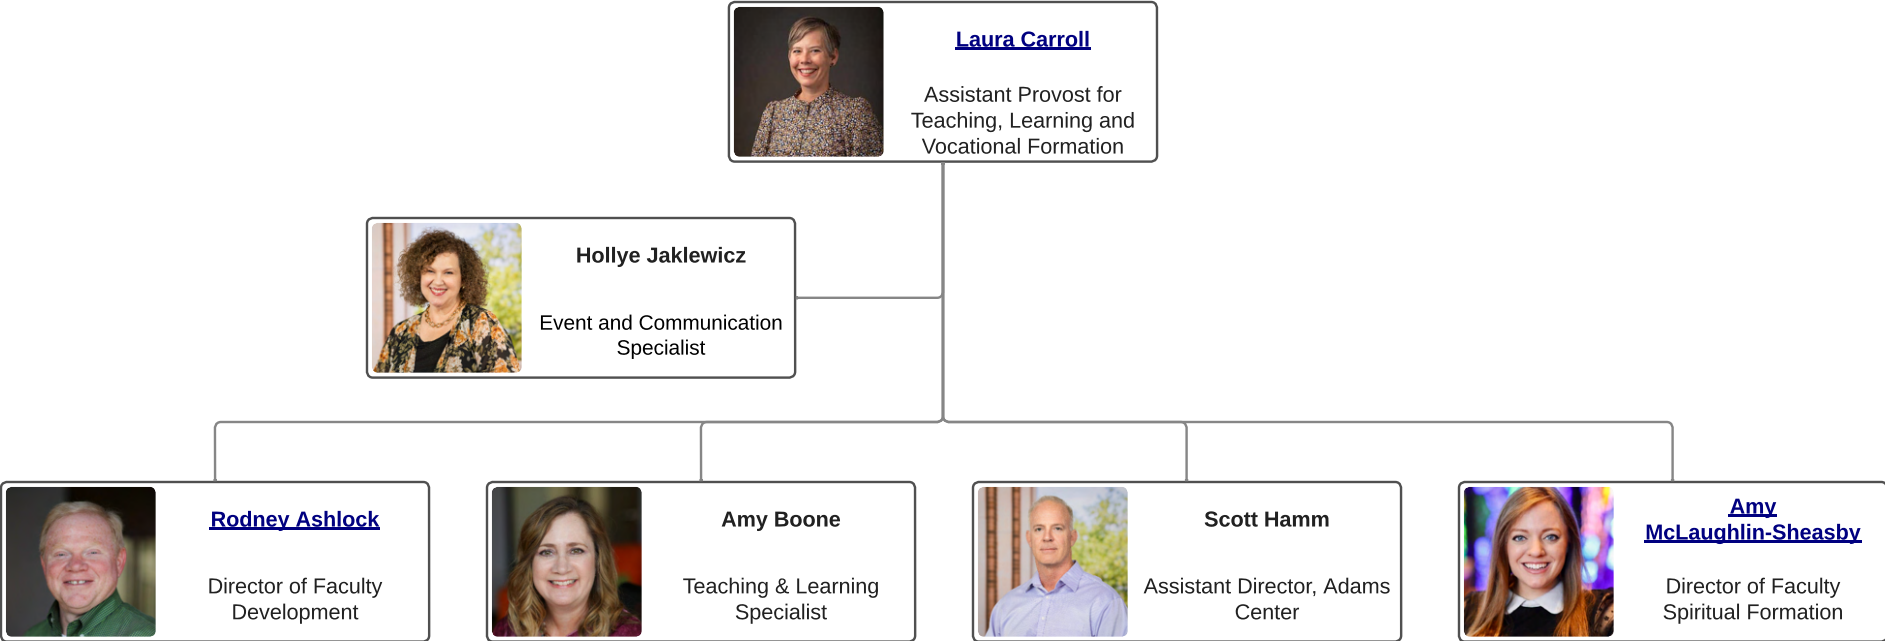 Laura Carroll
Assistant Provost for
Teaching, Learning and
Vocational Formation
Hollye Jaklewicz
Event and Communication
Specialist
Rodney Ashlock
Director of Faculty
Development
Amy Boone
Teaching & Learning
Specialist
Scott Hamm
Assistant Director, Adams
Center
Amy
McLaughlin-Sheasby
Director of Faculty
Spiritual Formation